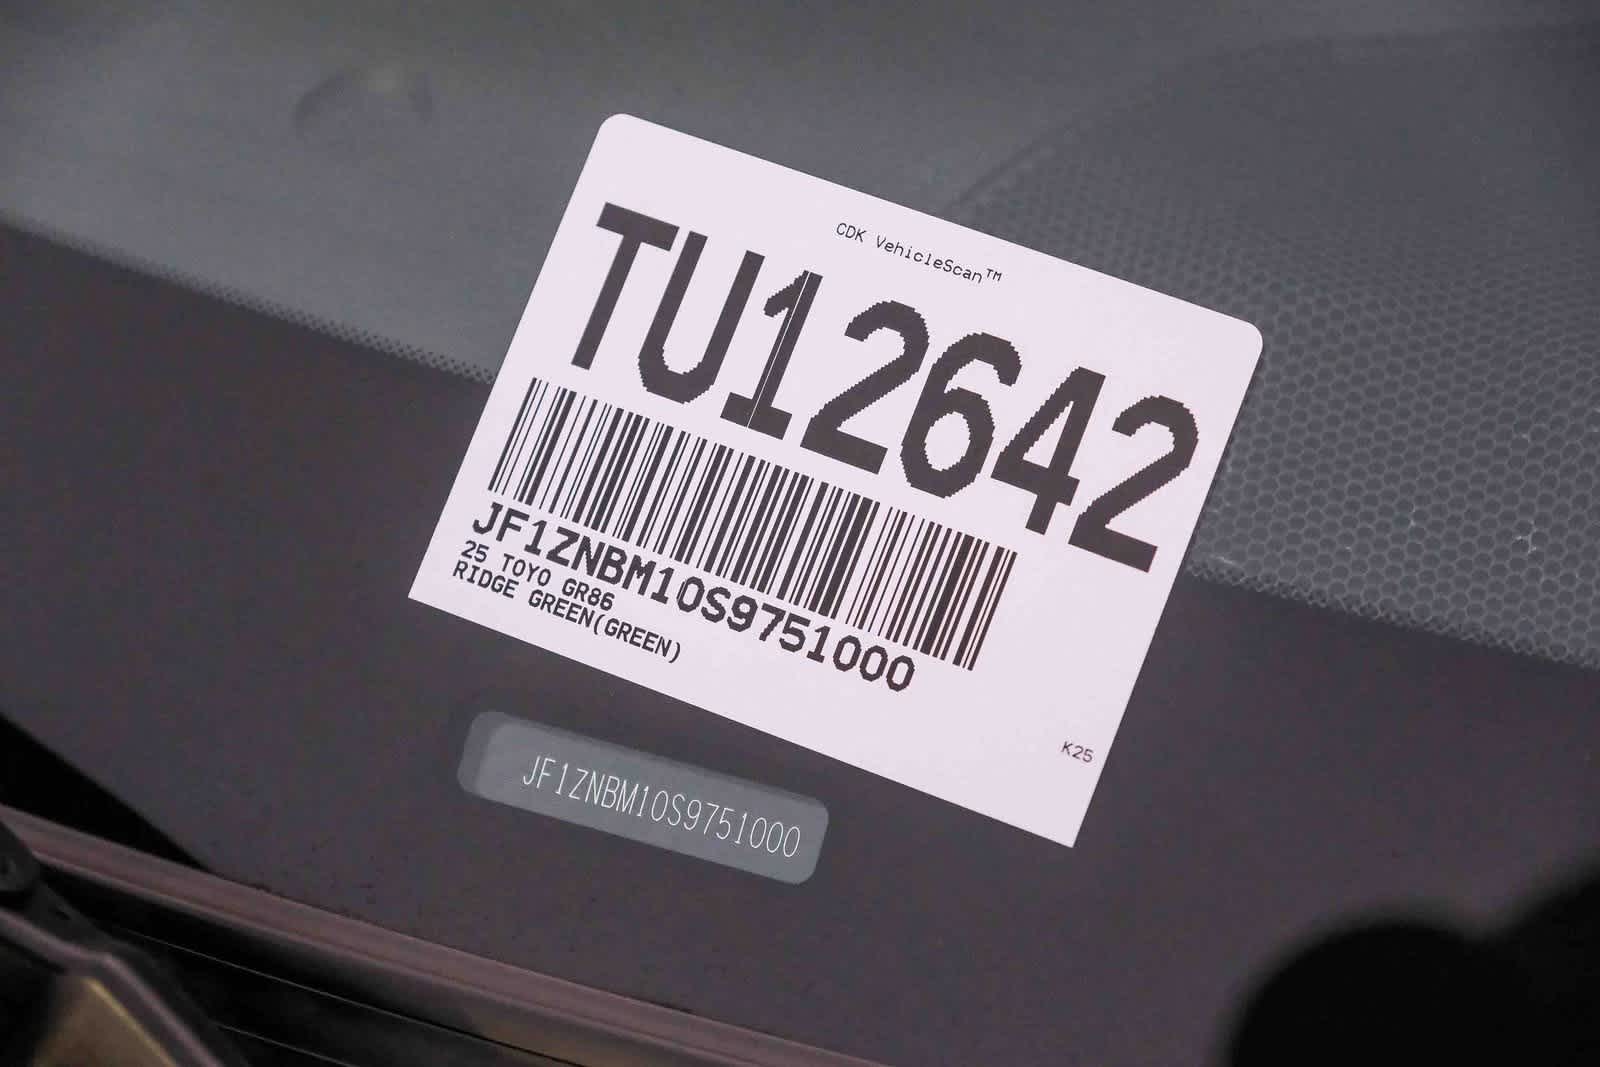 CDK VehicleScan™
TU12642
JF1ZNBM10S9751000
25 TOYO GR86
RIDGE GREEN(GREEN)
K25
JF1ZNBM10S9751000